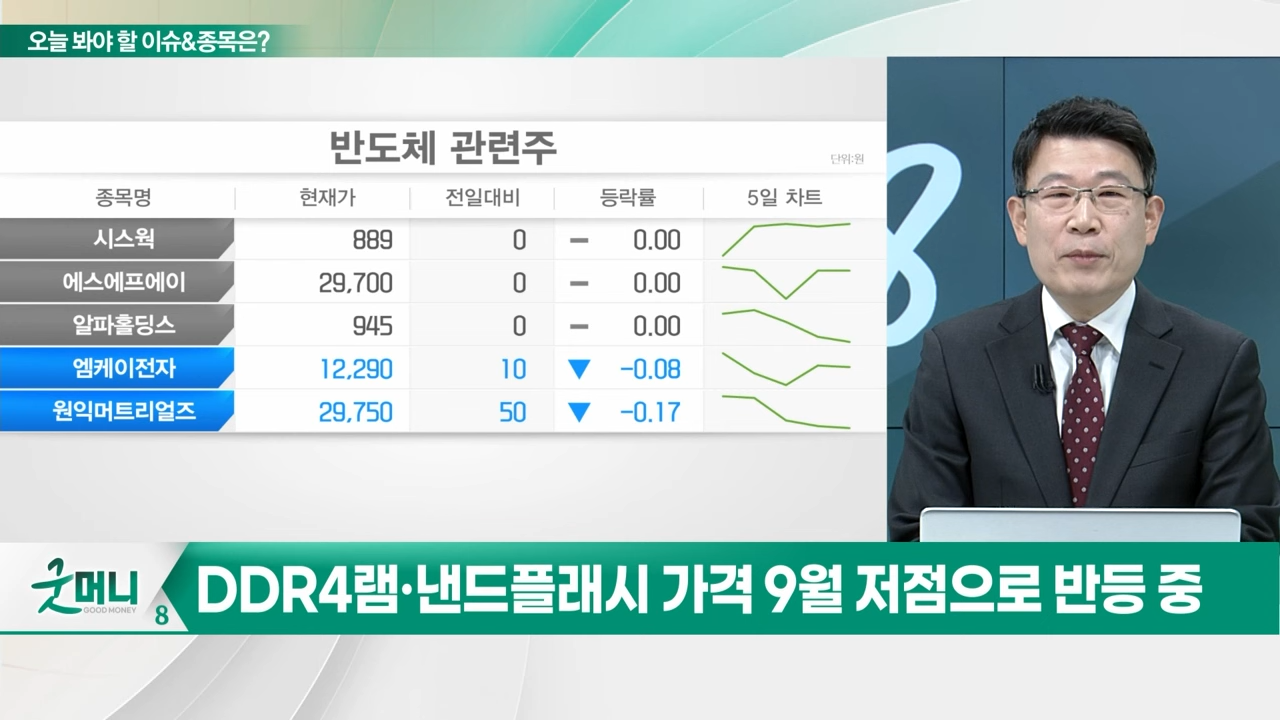 오늘 봐야 할 이슈&종목은?
반도체 관련주
단위:원
종목명 현재가 전일대비 등락률 5일 차트
시스웍 889 0 - 0.00
에스에프에이 29,700 0 - 0.00
알파홀딩스 945 0 - 0.00
엠케이전자 12,290 10 ▼ -0.08
원익머트리얼즈 29,750 50 ▼ -0.17
8
굿머니
GOOD MONEY
8
DDR4램·낸드플래시 가격 9월 저점으로 반등 중